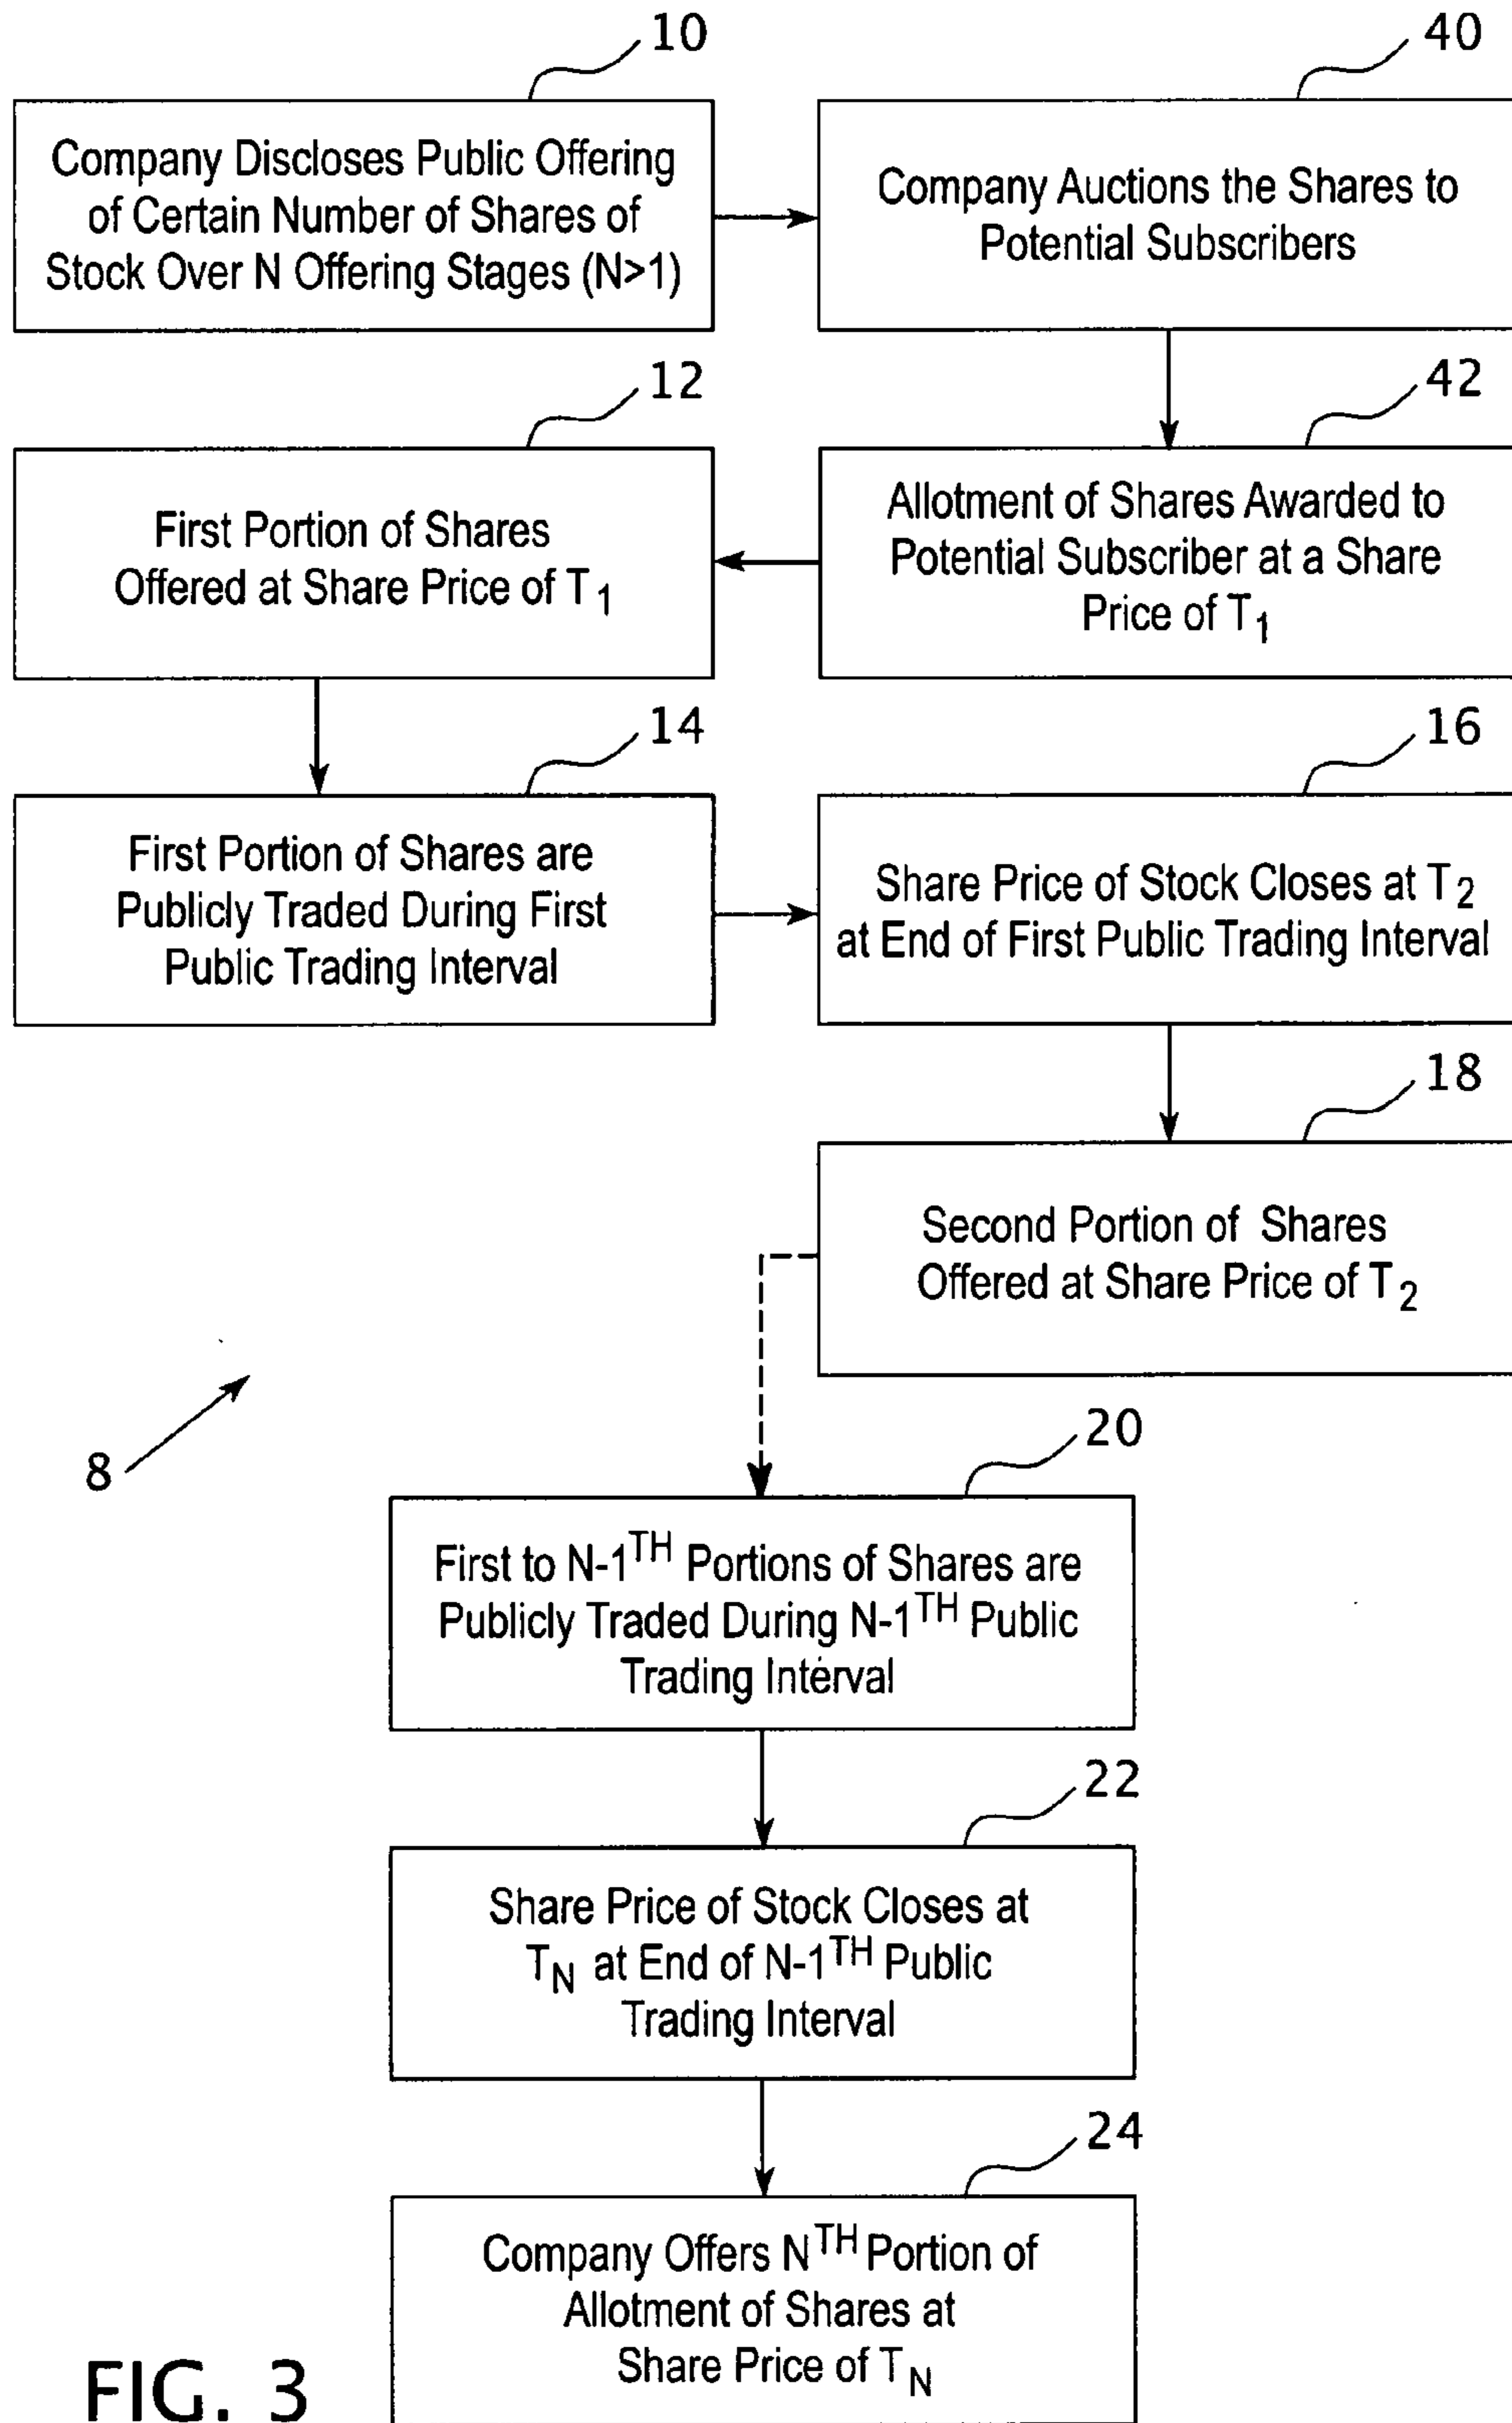 10
Company Discloses Public Offering
of Certain Number of Shares of
Stock Over N Offering Stages (N>1)
40
Company Auctions the Shares to
Potential Subscribers
42
Allotment of Shares Awarded to
Potential Subscriber at a Share
Price of T1
12
First Portion of Shares
Offered at Share Price of T1
14
First Portion of Shares are
Publicly Traded During First
Public Trading Interval
16
Share Price of Stock Closes at T2
at End of First Public Trading Interval
18
Second Portion of Shares
Offered at Share Price of T2
8
20
First to N-1TH Portions of Shares are
Publicly Traded During N-1TH Public
Trading Interval
22
Share Price of Stock Closes at
TN at End of N-1TH Public
Trading Interval
24
Company Offers NTH Portion of
Allotment of Shares at
Share Price of TN
FIG. 3